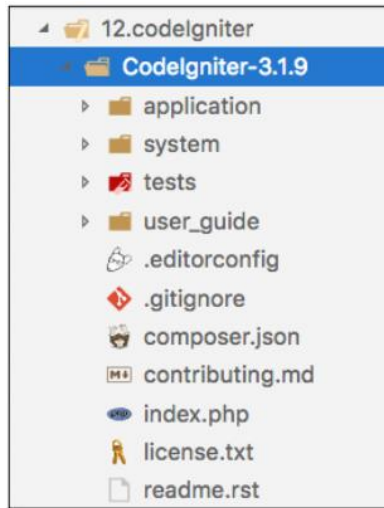 12.codeIgniter
CodeIgniter-3.1.9
application
system
tests
user_guide
.editorconfig
.gitignore
composer.json
contributing.md
index.php
license.txt
readme.rst